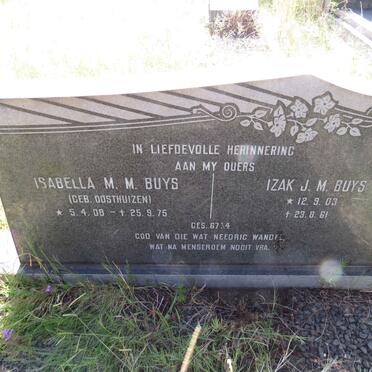 IN LIEFDEVOLLE HERINNERING
AAN MY OUERS
ISABELLA M. M. BUYS
(GEB. OOSTHUIZEN)
★ 5.4.08 - † 25.9.75
IZAK J. M. BUYS
★ 12.9.03
† 23.8.61
GES. 67:4
GOD VAN DIE WAT NEDRIG WANDEL
WAT NA MENSEROEM NOOIT VRA.